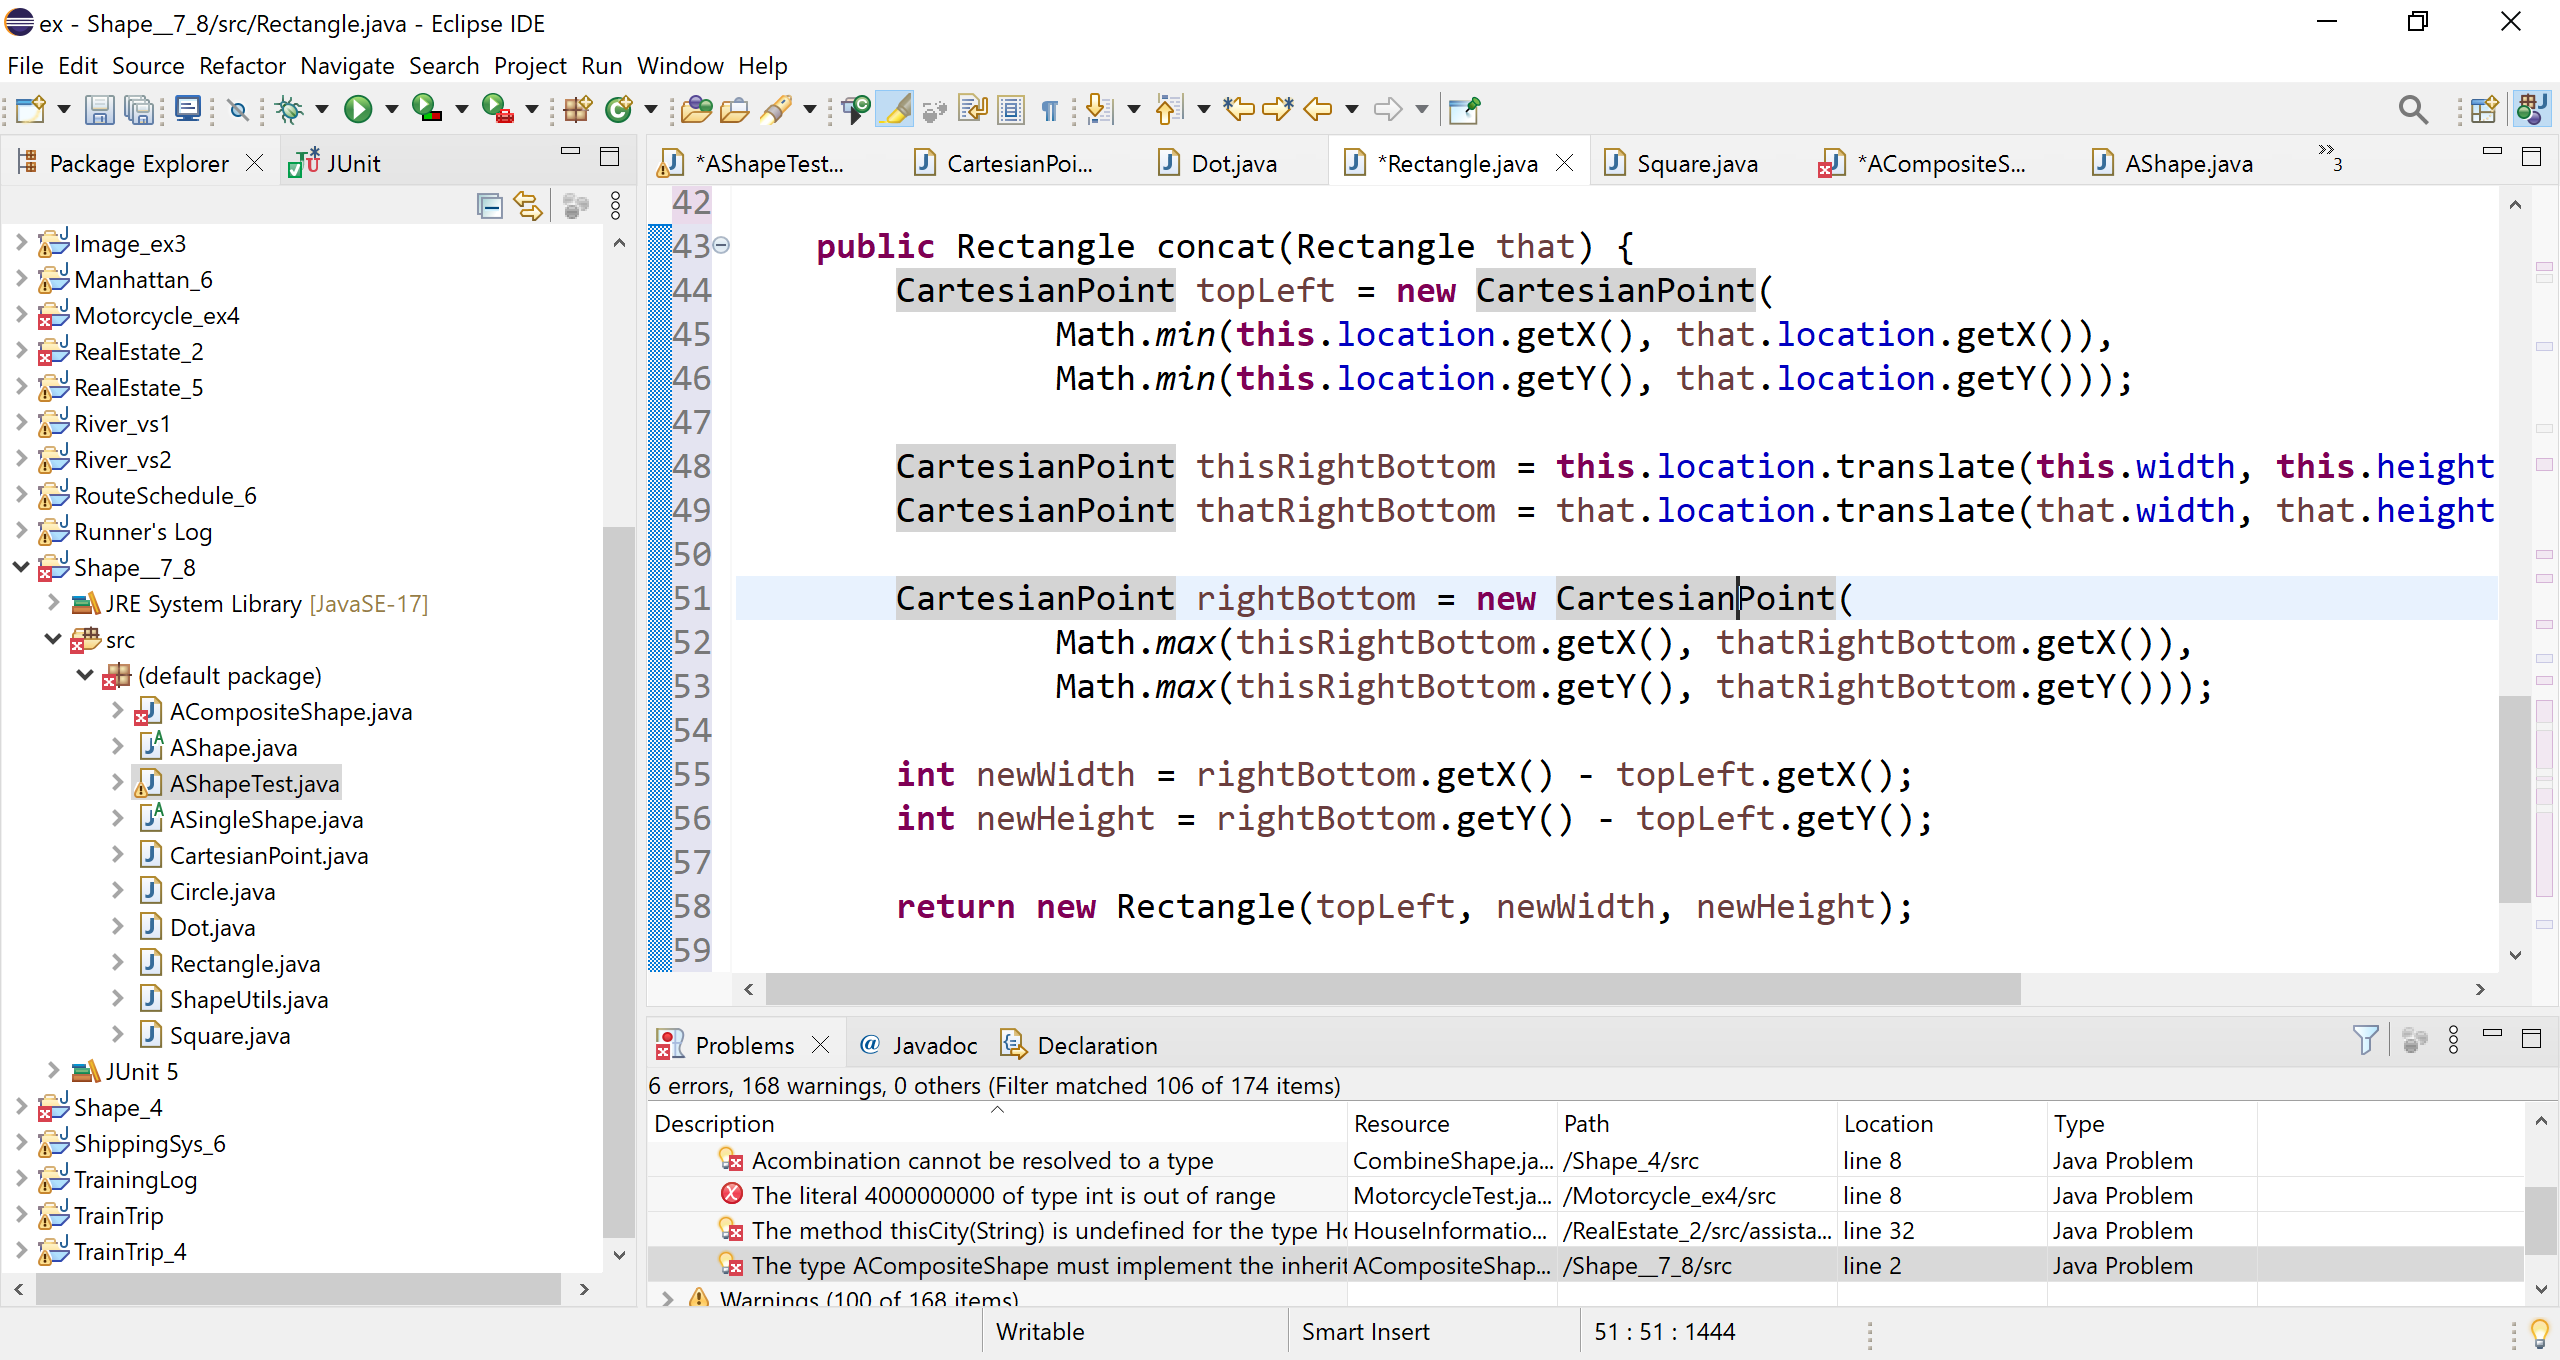 ex - Shape__7_8/src/Rectangle.java - Eclipse IDE
File Edit Source Refactor Navigate Search Project Run Window Help
Package Explorer
JUnit
Image_ex3
Manhattan_6
Motorcycle_ex4
RealEstate_2
RealEstate_5
River_vs1
River_vs2
RouteSchedule_6
Runner's Log
Shape__7_8
JRE System Library [JavaSE-17]
src
(default package)
ACompositeShape.java
AShape.java
AShapeTest.java
ASingleShape.java
CartesianPoint.java
Circle.java
Dot.java
Rectangle.java
ShapeUtils.java
Square.java
JUnit 5
Shape_4
ShippingSys_6
TrainingLog
TrainTrip
TrainTrip_4
*AShapeTest... CartesianPoi... Dot.java *Rectangle.java Square.java *ACompositeS... AShape.java »3
42
43 public Rectangle concat(Rectangle that) {
44 CartesianPoint topLeft = new CartesianPoint(
45 Math.min(this.location.getX(), that.location.getX()),
46 Math.min(this.location.getY(), that.location.getY()));
47
48 CartesianPoint thisRightBottom = this.location.translate(this.width, this.height
49 CartesianPoint thatRightBottom = that.location.translate(that.width, that.height
50
51 CartesianPoint rightBottom = new CartesianPoint(
52 Math.max(thisRightBottom.getX(), thatRightBottom.getX()),
53 Math.max(thisRightBottom.getY(), thatRightBottom.getY()));
54
55 int newWidth = rightBottom.getX() - topLeft.getX();
56 int newHeight = rightBottom.getY() - topLeft.getY();
57
58 return new Rectangle(topLeft, newWidth, newHeight);
59
Problems @ Javadoc Declaration
6 errors, 168 warnings, 0 others (Filter matched 106 of 174 items)
Description Resource Path Location Type
Acombination cannot be resolved to a type CombineShape.ja... /Shape_4/src line 8 Java Problem
The literal 4000000000 of type int is out of range MotorcycleTest.ja... /Motorcycle_ex4/src line 8 Java Problem
The method thisCity(String) is undefined for the type Ho HouseInformatio... /RealEstate_2/src/assista... line 32 Java Problem
The type ACompositeShape must implement the inherit ACompositeShap... /Shape__7_8/src line 2 Java Problem
Warnings (100 of 168 items)
Writable Smart Insert 51 : 51 : 1444